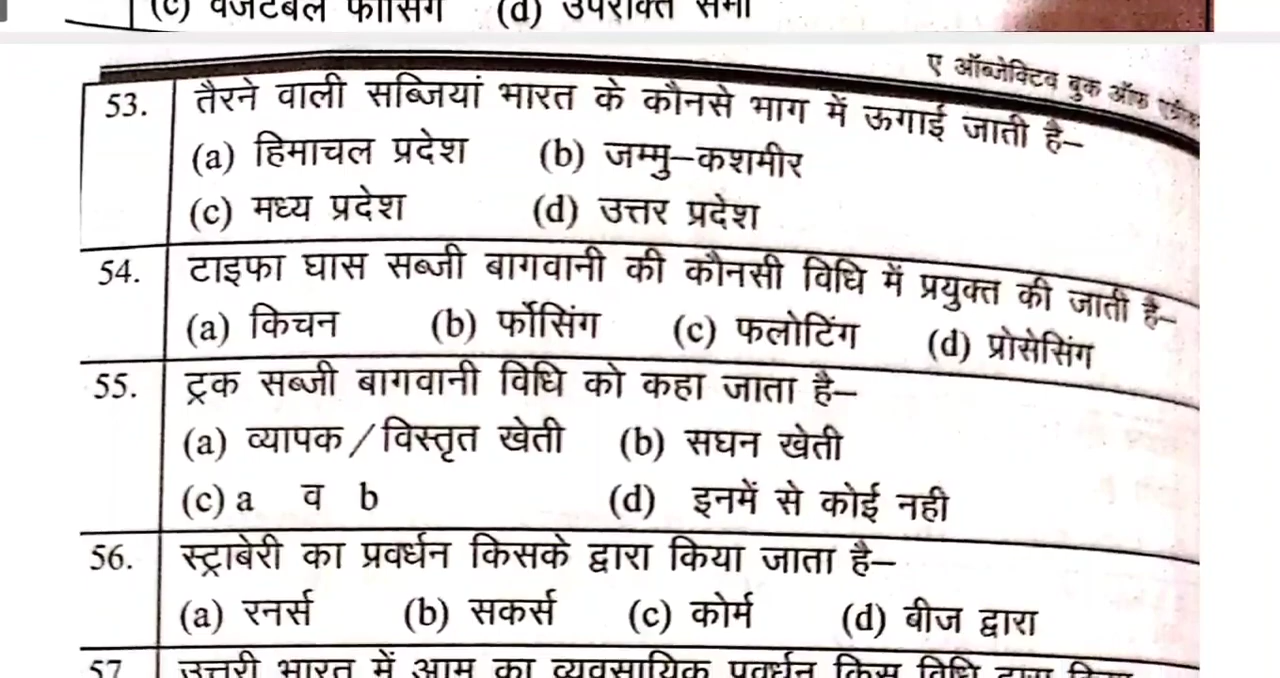 (c) वेजिटेबल फोर्सिंग (d) उपरोक्त सभी
ए ऑब्जेक्टिव बुक ऑफ
53. तैरने वाली सब्जियां भारत के कौनसे भाग में ऊगाई जाती है–
(a) हिमाचल प्रदेश (b) जम्मु–कशमीर
(c) मध्य प्रदेश (d) उत्तर प्रदेश
54. टाइफा घास सब्जी बागवानी की कौनसी विधि में प्रयुक्त की जाती है–
(a) किचन (b) फोर्सिंग (c) फलोटिंग (d) प्रोसेसिंग
55. ट्रक सब्जी बागवानी विधि को कहा जाता है–
(a) व्यापक/विस्तृत खेती (b) सघन खेती
(c) a व b (d) इनमें से कोई नही
56. स्ट्राबेरी का प्रवर्धन किसके द्वारा किया जाता है–
(a) रनर्स (b) सकर्स (c) कोर्म (d) बीज द्वारा
57 उत्तरी भारत में आम का व्यवसायिक प्रवर्धन किस विधि द्वारा किया